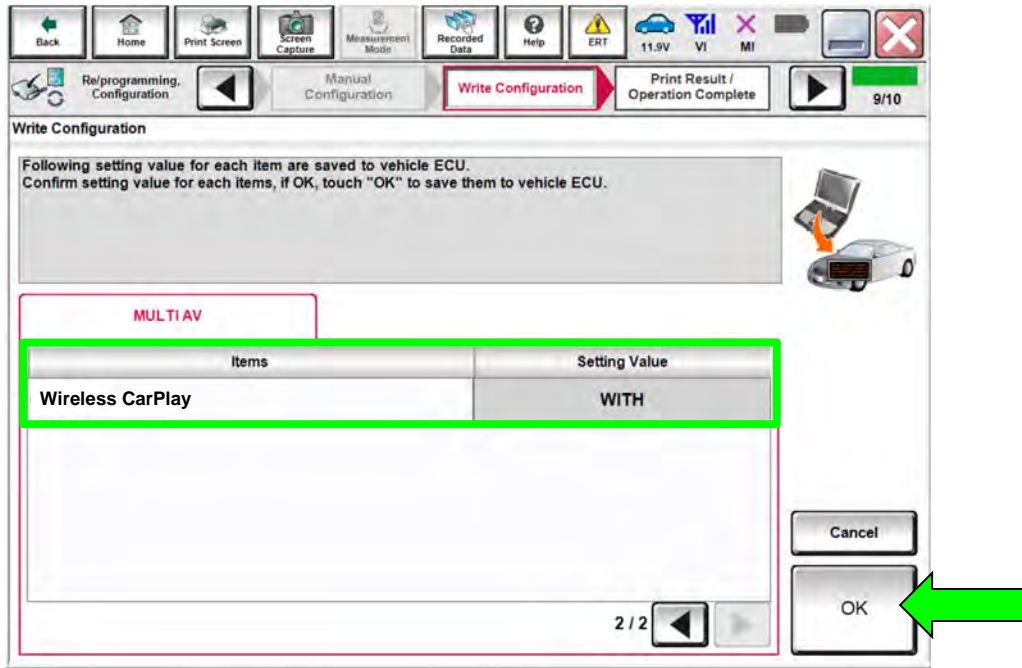 Back
Home
Print Screen
Screen
Capture
Measurement
Mode
Recorded
Data
Help
ERT
11.9V
VI
MI
Re/programming,
Configuration
Manual
Configuration
Write Configuration
Print Result /
Operation Complete
9/10
Write Configuration
Following setting value for each item are saved to vehicle ECU.
Confirm setting value for each items, if OK, touch "OK" to save them to vehicle ECU.
MULTI AV
Items
Setting Value
Wireless CarPlay
WITH
Cancel
OK
2 / 2